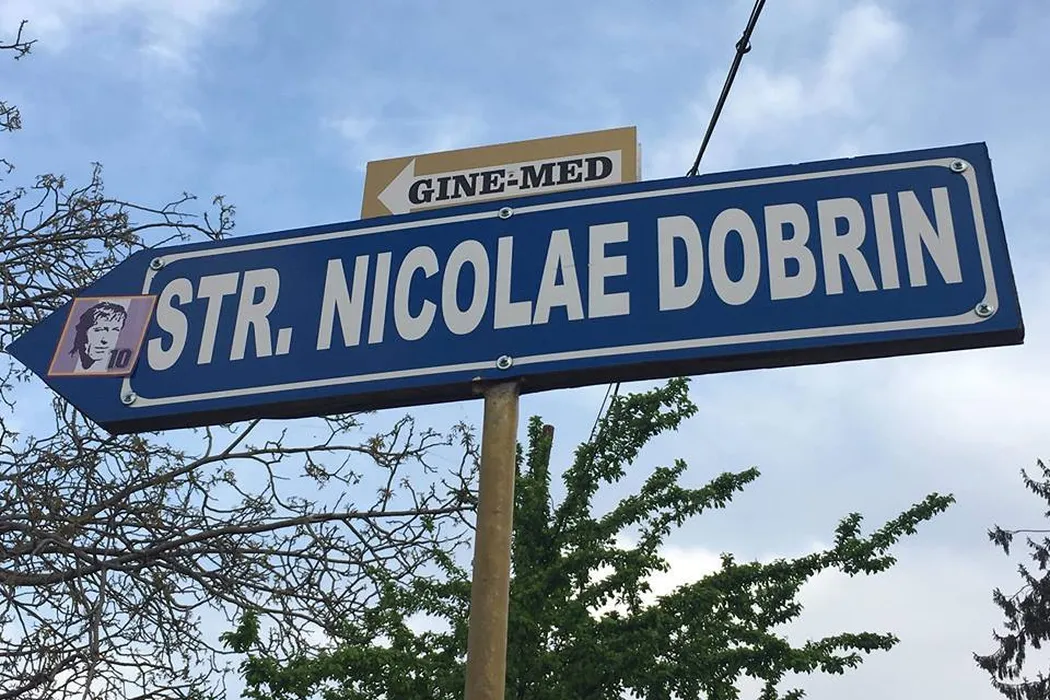 GINE-MED
STR. NICOLAE DOBRIN
10